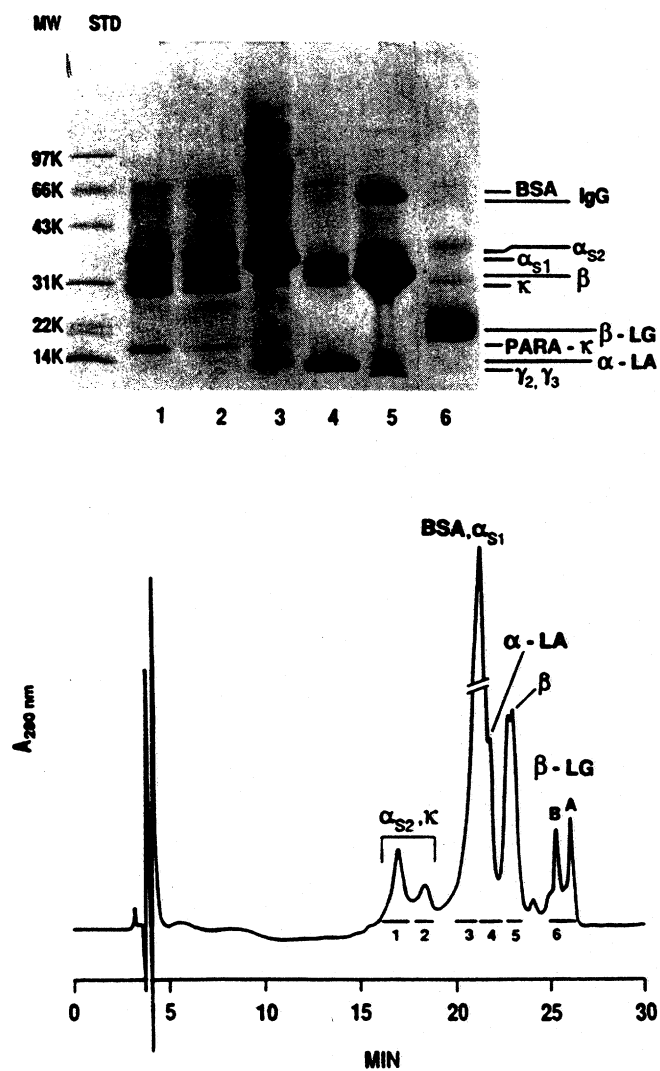 MW STD
97K
66K
43K
31K
22K
14K
BSA
IgG
αS2
αS1
β
κ
β-LG
PARA-κ
α-LA
γ2, γ3
1 2 3 4 5 6
BSA, αS1
α-LA
β
β-LG
B A
αS2, κ
A280 nm
1 2 3 4 5 6
0 5 10 15 20 25 30
MIN